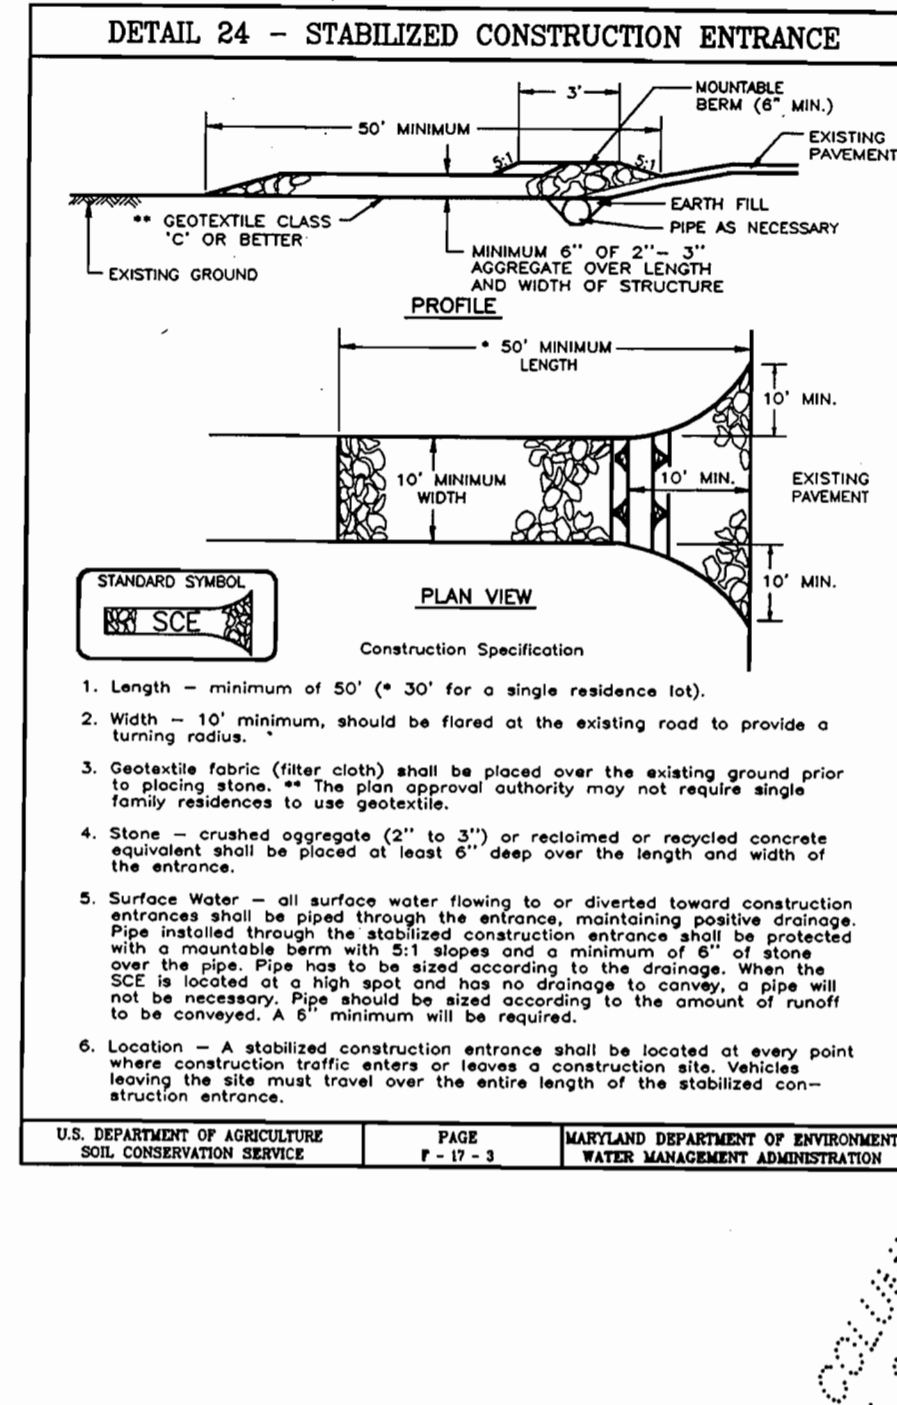 DETAIL 24 - STABILIZED CONSTRUCTION ENTRANCE
3'
MOUNTABLE
BERM (6" MIN.)
50' MINIMUM
EXISTING
PAVEMENT
5:1
5:1
** GEOTEXTILE CLASS
'C' OR BETTER
EARTH FILL
PIPE AS NECESSARY
MINIMUM 6" OF 2"- 3"
AGGREGATE OVER LENGTH
AND WIDTH OF STRUCTURE
EXISTING GROUND
PROFILE
* 50' MINIMUM
LENGTH
10' MIN.
10' MINIMUM
WIDTH
10' MIN.
EXISTING
PAVEMENT
10' MIN.
STANDARD SYMBOL
SCE
PLAN VIEW
Construction Specification
1. Length - minimum of 50' (* 30' for a single residence lot).
2. Width - 10' minimum, should be flared at the existing road to provide a
turning radius.
3. Geotextile fabric (filter cloth) shall be placed over the existing ground prior
to placing stone. ** The plan approval authority may not require single
family residences to use geotextile.
4. Stone - crushed aggregate (2" to 3") or reclaimed or recycled concrete
equivalent shall be placed at least 6" deep over the length and width of
the entrance.
5. Surface Water - all surface water flowing to or diverted toward construction
entrances shall be piped through the entrance, maintaining positive drainage.
Pipe installed through the stabilized construction entrance shall be protected
with a mountable berm with 5:1 slopes and a minimum of 6" of stone
over the pipe. Pipe has to be sized according to the drainage. When the
SCE is located at a high spot and has no drainage to convey, a pipe will
not be necessary. Pipe should be sized according to the amount of runoff
to be conveyed. A 6" minimum will be required.
6. Location - A stabilized construction entrance shall be located at every point
where construction traffic enters or leaves a construction site. Vehicles
leaving the site must travel over the entire length of the stabilized con-
struction entrance.
U.S. DEPARTMENT OF AGRICULTURE
SOIL CONSERVATION SERVICE
PAGE
F - 17 - 3
MARYLAND DEPARTMENT OF ENVIRONMENT
WATER MANAGEMENT ADMINISTRATION